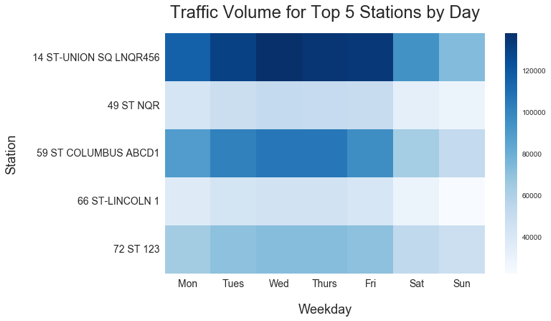 Traffic Volume for Top 5 Stations by Day
14 ST-UNION SQ LNQR456
49 ST NQR
59 ST COLUMBUS ABCD1
66 ST-LINCOLN 1
72 ST 123
Station
Mon Tues Wed Thurs Fri Sat Sun
Weekday
120000
100000
80000
60000
40000